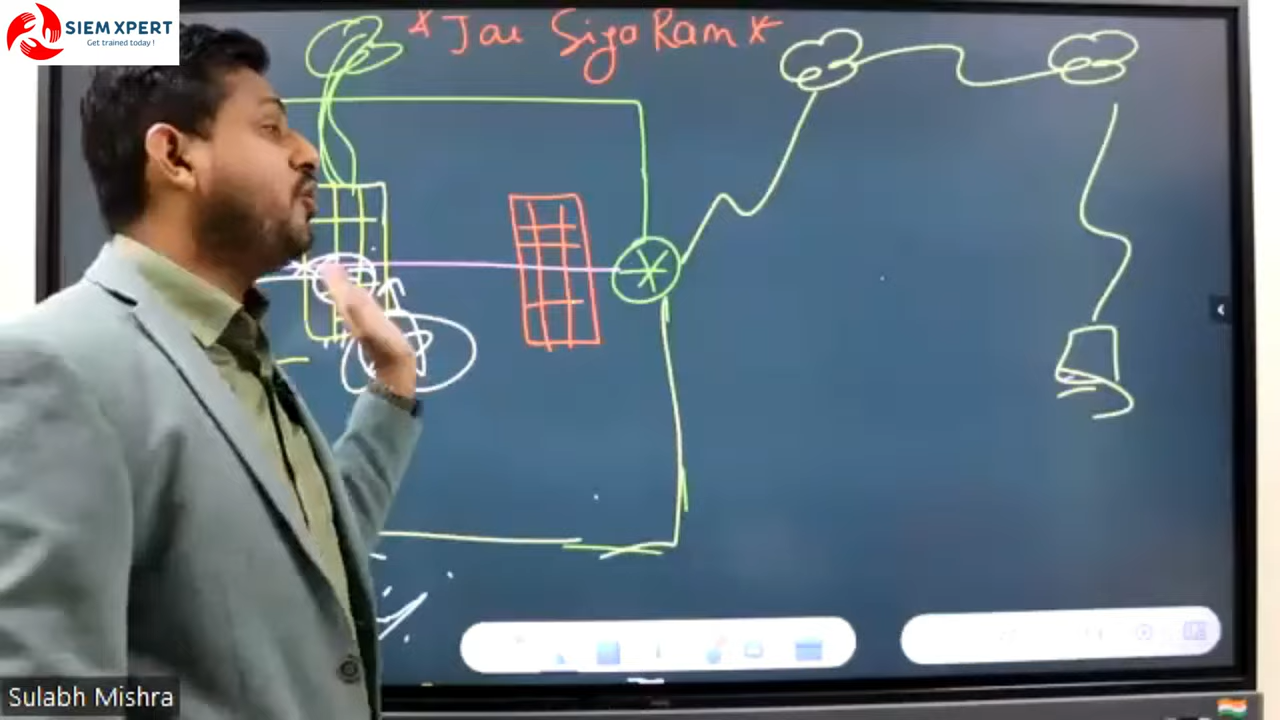 SIEM XPERT
Get trained today !
* Jai Siya Ram *
Sulabh Mishra